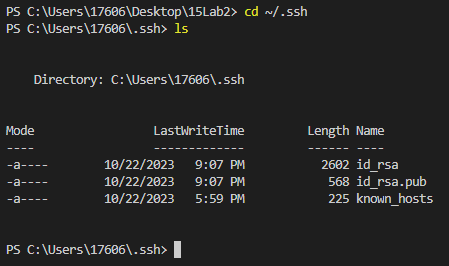 PS C:\Users\17606\Desktop\15Lab2> cd ~/.ssh
PS C:\Users\17606\.ssh> ls
Directory: C:\Users\17606\.ssh
Mode                 LastWriteTime         Length Name
----                 -------------         ------ ----
-a----        10/22/2023   9:07 PM           2602 id_rsa
-a----        10/22/2023   9:07 PM            568 id_rsa.pub
-a----        10/22/2023   5:59 PM            225 known_hosts
PS C:\Users\17606\.ssh>